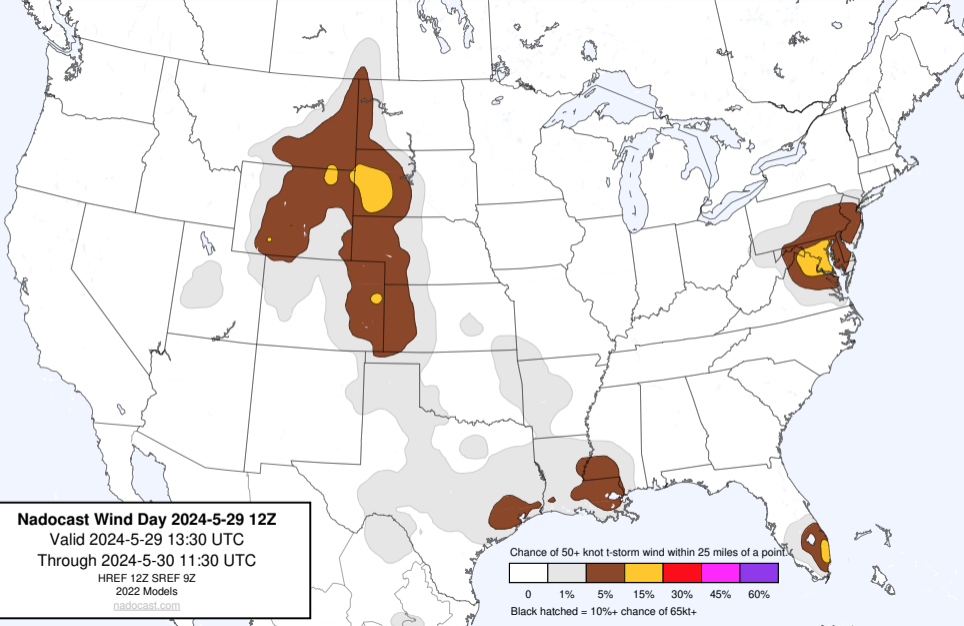 Nadocast Wind Day 2024-5-29 12Z
Valid 2024-5-29 13:30 UTC
Through 2024-5-30 11:30 UTC
HREF 12Z SREF 9Z
2022 Models
nadocast.com
Chance of 50+ knot t-storm wind within 25 miles of a point.
0 1% 5% 15% 30% 45% 60%
Black hatched = 10%+ chance of 65kt+